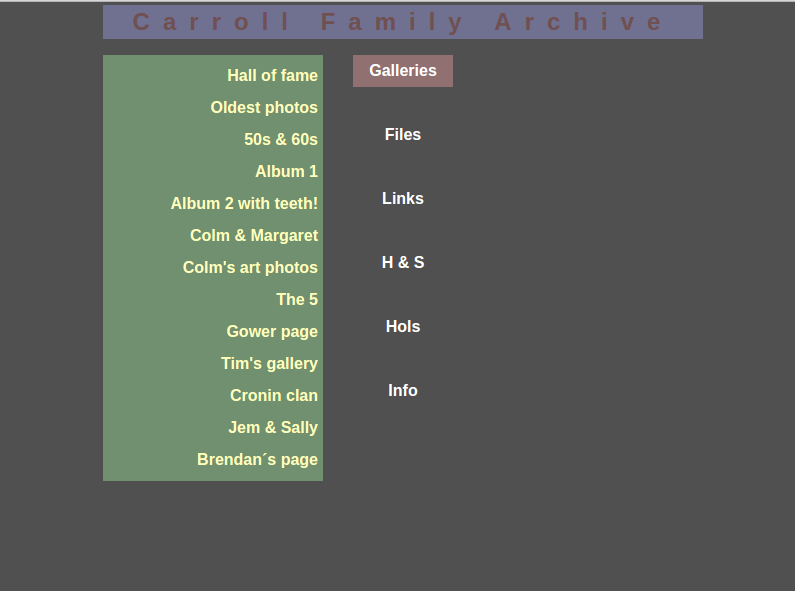 Carroll Family Archive
Hall of fame
Oldest photos
50s & 60s
Album 1
Album 2 with teeth!
Colm & Margaret
Colm's art photos
The 5
Gower page
Tim's gallery
Cronin clan
Jem & Sally
Brendan´s page
Galleries
Files
Links
H & S
Hols
Info